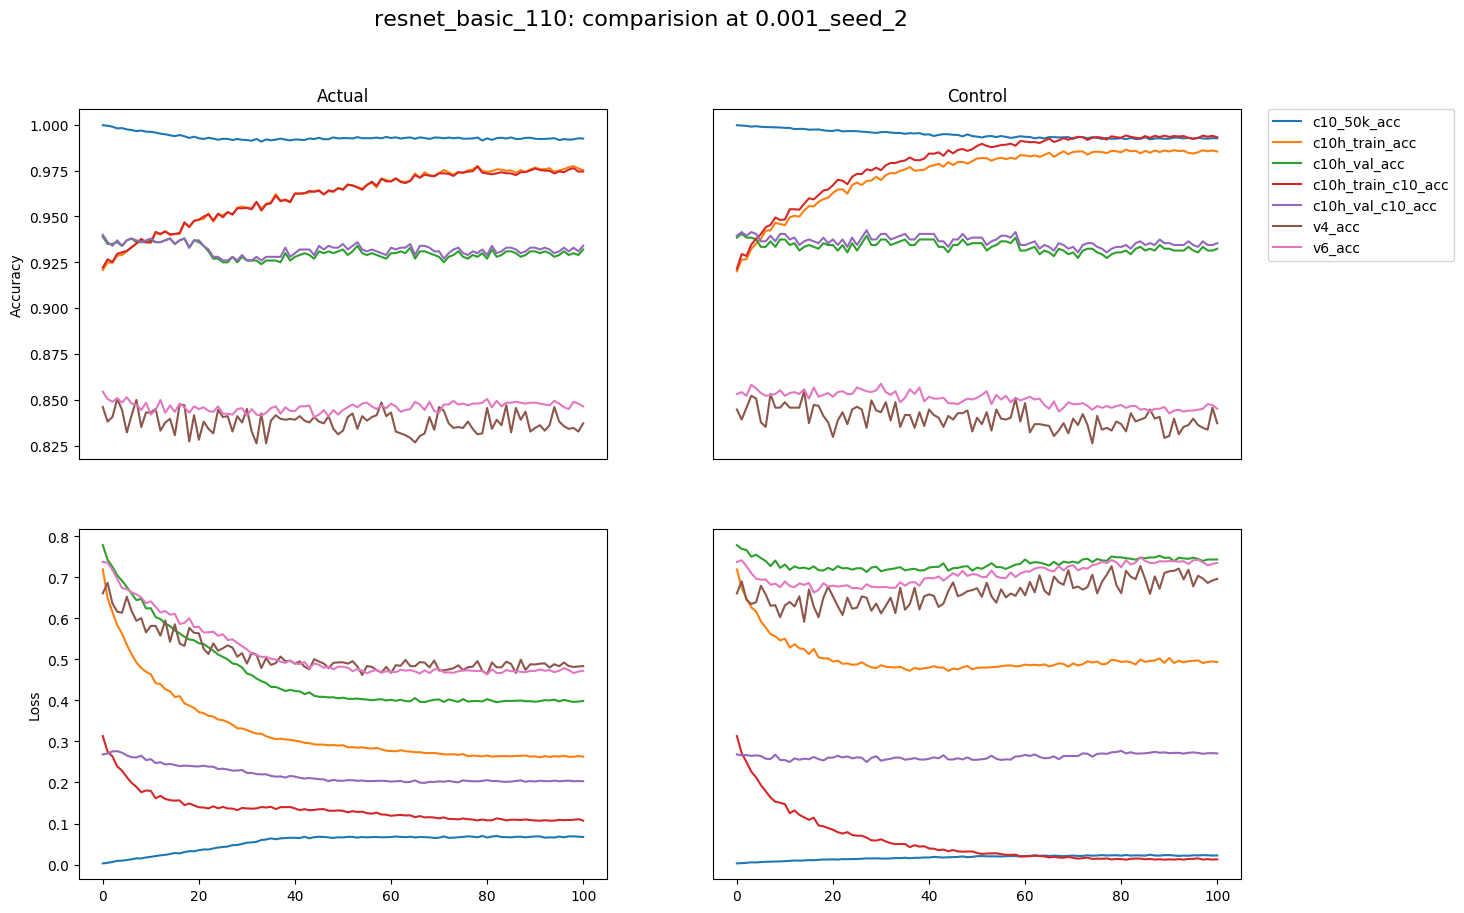 resnet_basic_110: comparision at 0.001_seed_2
Actual
Control
1.000
0.975
0.950
0.925
0.900
0.875
0.850
0.825
Accuracy
c10_50k_acc
c10h_train_acc
c10h_val_acc
c10h_train_c10_acc
c10h_val_c10_acc
v4_acc
v6_acc
0.8
0.7
0.6
0.5
0.4
0.3
0.2
0.1
0.0
Loss
0 20 40 60 80 100
0 20 40 60 80 100